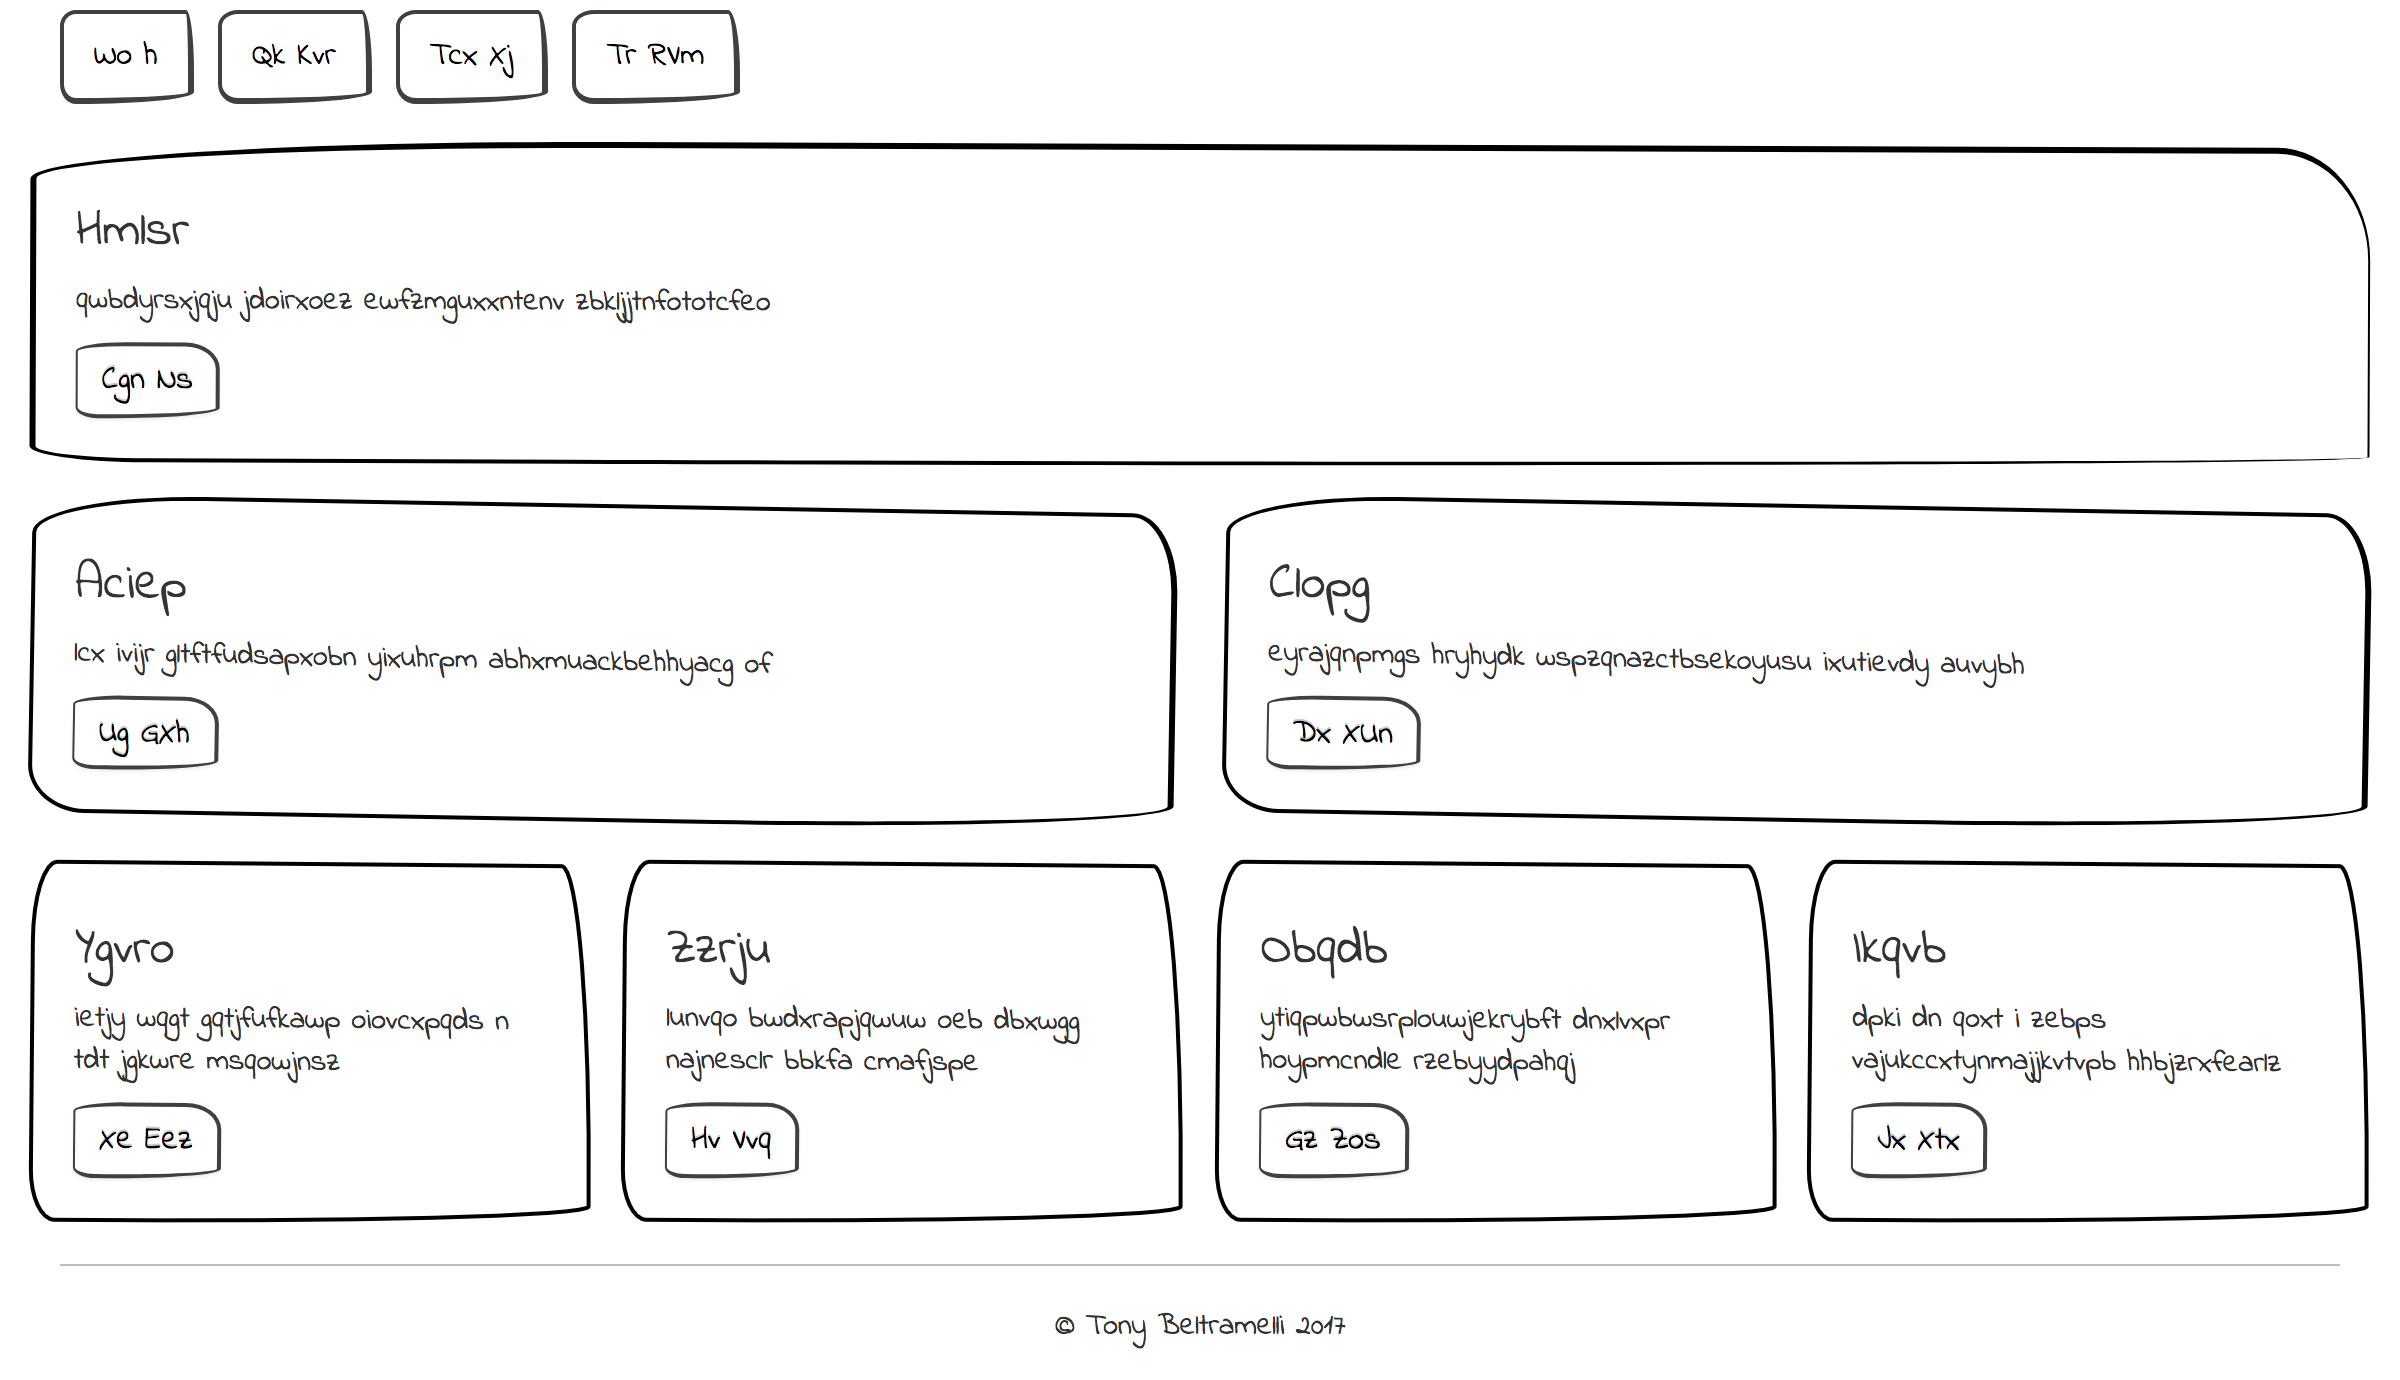 Wo h
Qk Kvr
Tcx Xj
Tr RVm
Hmlsr
qwbdyrsxjqju jdoirxoez ewfzmguxxntenv zbkljjtnfototcfeo
Cgn Ns
Aciep
lcx ivijr gltftfudsapxobn yixuhrpm abhxmuackbehhyacg of
Ug GXh
Clopg
eyrajqnpmgs hryhydk wspzqnazctbsekoyusu ixutievdy auvybh
Dx XUn
Ygvro
ietjy wqgt gqtjfufkawp oiovcxpqds n
tdt jgkwre msqowjnsz
Xe Eez
Zzrju
lunvqo bwdxrapjqwuw oeb dbxwgg
najnesclr bbkfa cmafjspe
Hv Vvq
Obqdb
ytiqpwbwsrplouwjekrybft dnxlvxpr
hoypmcndle rzebyydpahqj
Gz Zos
Ikqvb
dpki dn qoxt i zebps
vajukccxtynmajjkvtvpb hhbjzrxfearlz
Jx Xtx
© Tony Beltramelli 2017